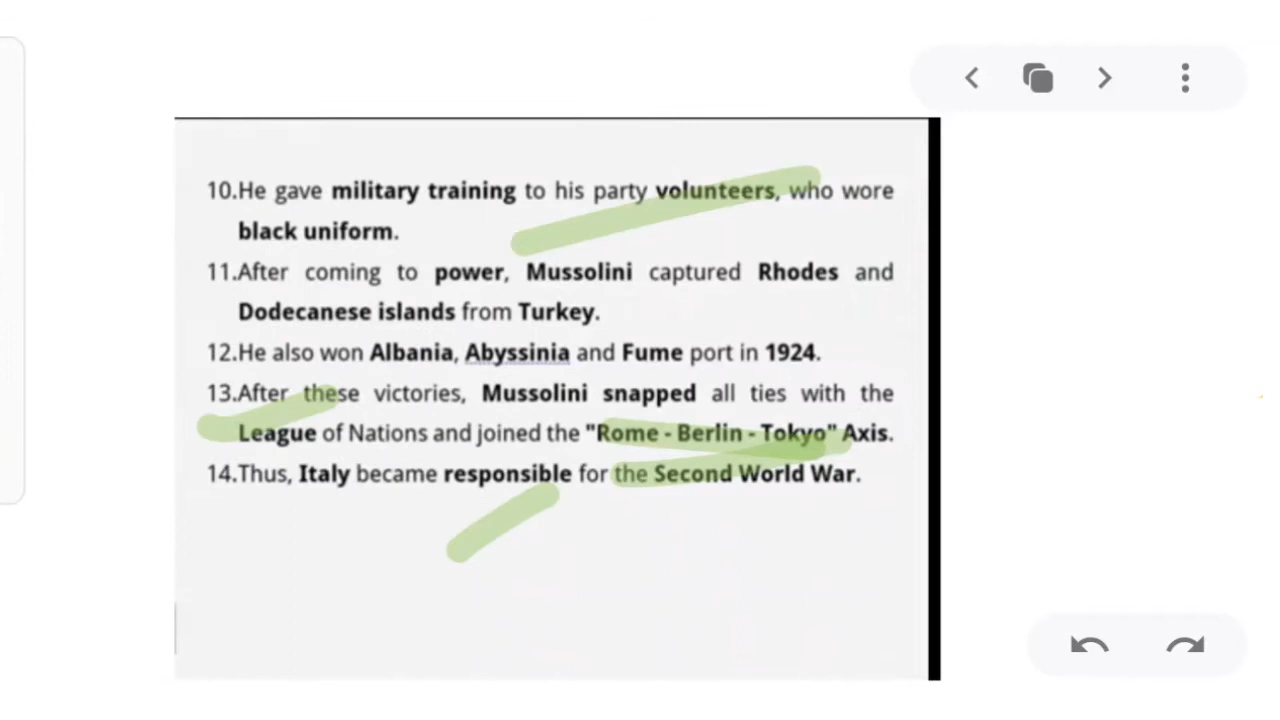 10.He gave military training to his party volunteers, who wore
black uniform.
11.After coming to power, Mussolini captured Rhodes and
Dodecanese islands from Turkey.
12.He also won Albania, Abyssinia and Fume port in 1924.
13.After these victories, Mussolini snapped all ties with the
League of Nations and joined the "Rome - Berlin - Tokyo" Axis.
14.Thus, Italy became responsible for the Second World War.